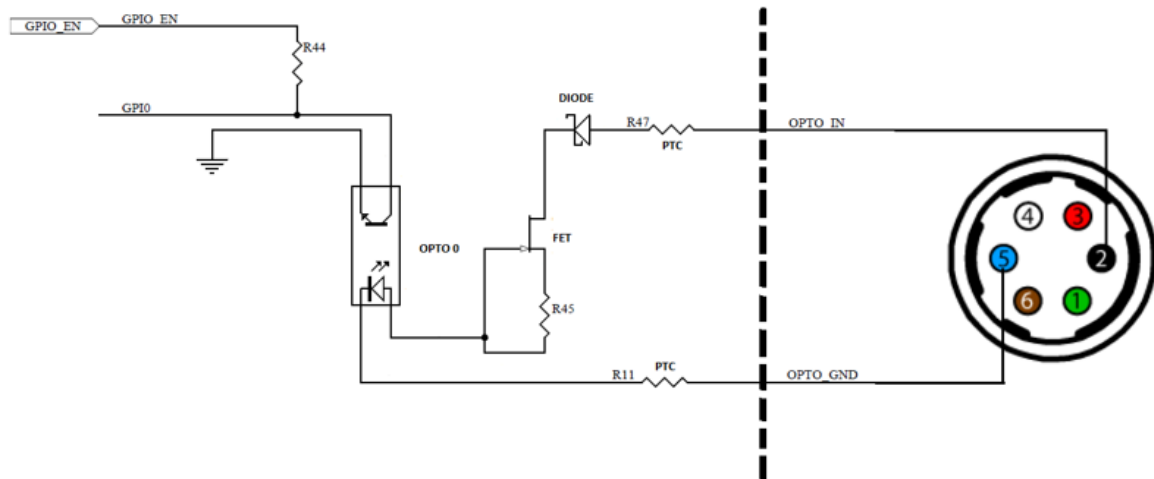 GPIO_EN
GPIO_EN
R44
GPI0
DIODE
R47
PTC
OPTO_IN
4
3
FET
OPTO 0
5
2
6
1
R45
R11
PTC
OPTO_GND